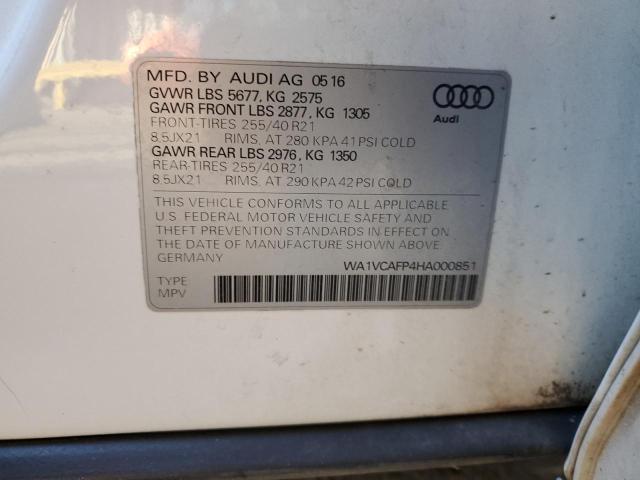 MFD. BY AUDI AG 05 16
GVWR LBS 5677, KG 2575
GAWR FRONT LBS 2877, KG 1305
FRONT-TIRES 255/40 R21
8.5JX21 RIMS, AT 280 KPA 41 PSI COLD
GAWR REAR LBS 2976, KG 1350
REAR-TIRES 255/40 R21
8.5JX21 RIMS, AT 290 KPA 42 PSI COLD
Audi
THIS VEHICLE CONFORMS TO ALL APPLICABLE
U.S. FEDERAL MOTOR VEHICLE SAFETY AND
THEFT PREVENTION STANDARDS IN EFFECT ON
THE DATE OF MANUFACTURE SHOWN ABOVE.
GERMANY
WA1VCAFP4HA000851
TYPE
MPV